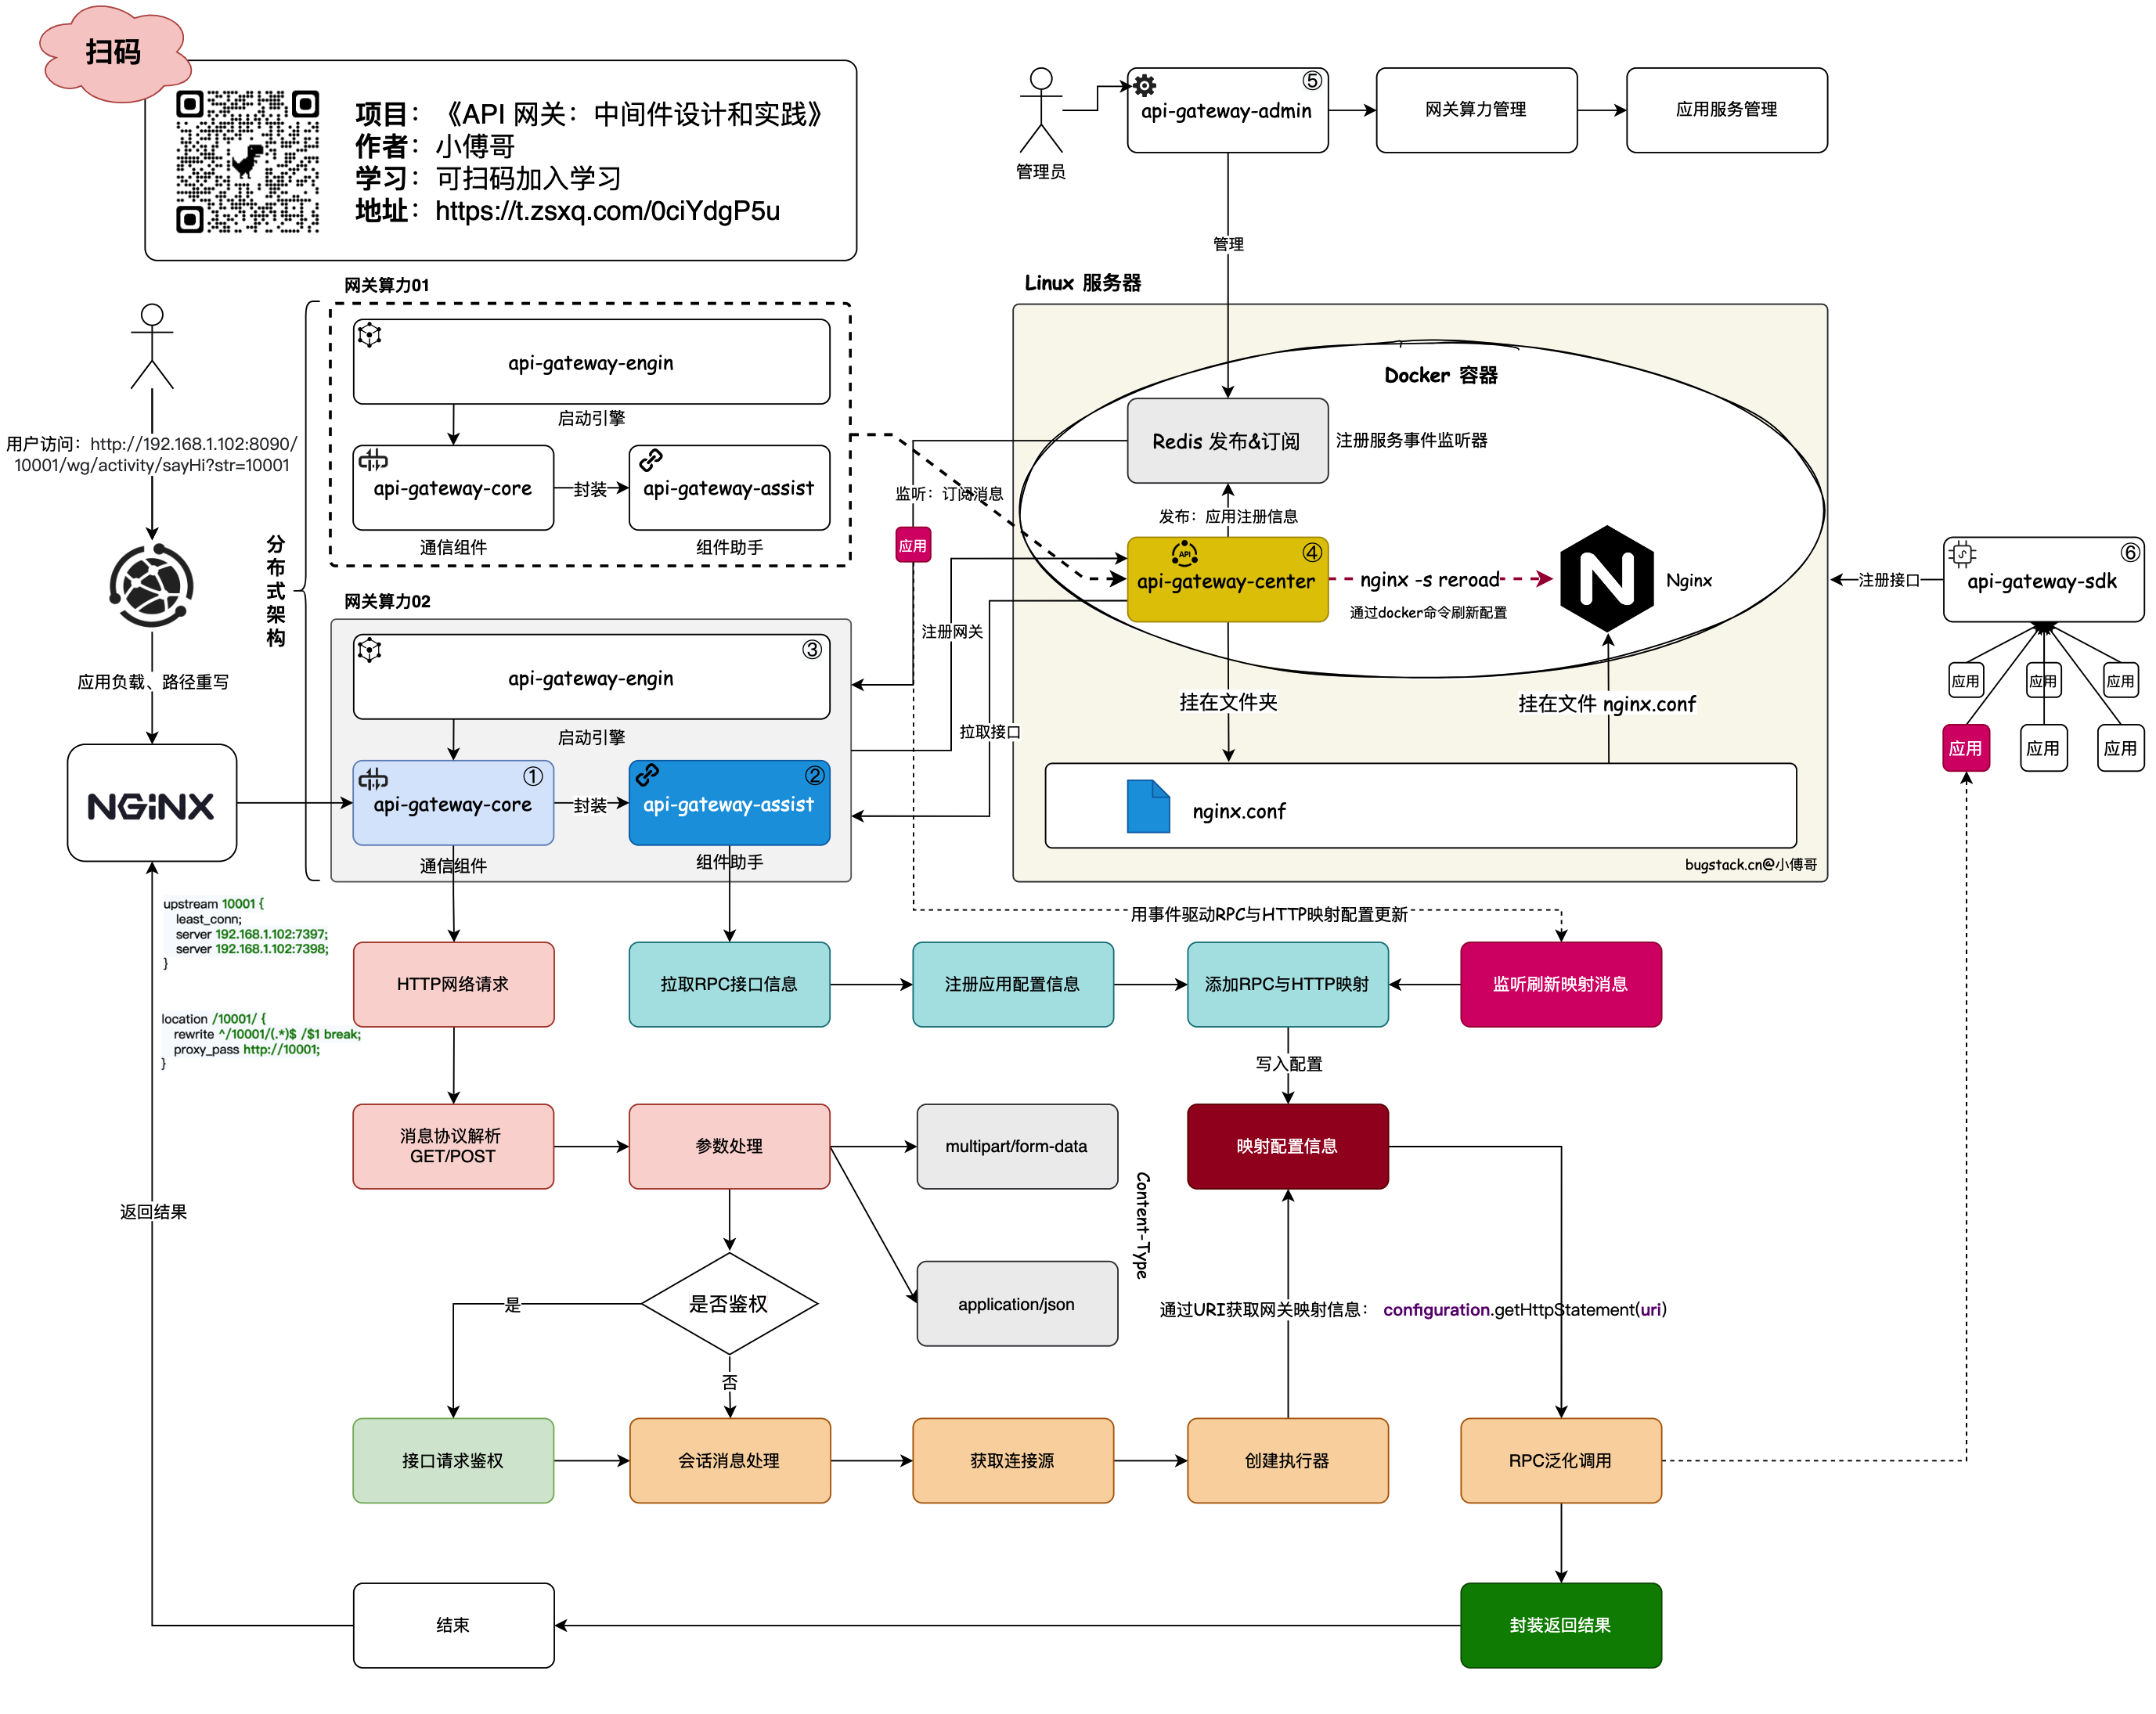 扫码
项目：《API 网关：中间件设计和实践》
作者：小傅哥
学习：可扫码加入学习
地址：https://t.zsxq.com/0ciYdgP5u
管理员
⑤
api-gateway-admin
网关算力管理
应用服务管理
管理
用户访问：http://192.168.1.102:8090/
10001/wg/activity/sayHi?str=10001
应用负载、路径重写
NGiNX
分布式架构
网关算力01
api-gateway-engin
启动引擎
api-gateway-core
封装
api-gateway-assist
通信组件
组件助手
网关算力02
③
api-gateway-engin
启动引擎
①
api-gateway-core
封装
②
api-gateway-assist
通信组件
组件助手
监听：订阅消息
应用
注册网关
拉取接口
Linux 服务器
Docker 容器
Redis 发布&订阅
注册服务事件监听器
发布：应用注册信息
API
④
api-gateway-center
nginx -s reroad
通过docker命令刷新配置
N
Nginx
挂在文件夹
挂在文件 nginx.conf
nginx.conf
bugstack.cn@小傅哥
注册接口
⑥
api-gateway-sdk
应用
应用
应用
应用
应用
应用
upstream 10001 {
least_conn;
server 192.168.1.102:7397;
server 192.168.1.102:7398;
}
location /10001/ {
rewrite ^/10001/(.*)$ /$1 break;
proxy_pass http://10001;
}
返回结果
用事件驱动RPC与HTTP映射配置更新
HTTP网络请求
拉取RPC接口信息
注册应用配置信息
添加RPC与HTTP映射
监听刷新映射消息
写入配置
消息协议解析
GET/POST
参数处理
multipart/form-data
映射配置信息
Content-Type
是否鉴权
application/json
是
否
通过URI获取网关映射信息： configuration.getHttpStatement(uri)
接口请求鉴权
会话消息处理
获取连接源
创建执行器
RPC泛化调用
结束
封装返回结果